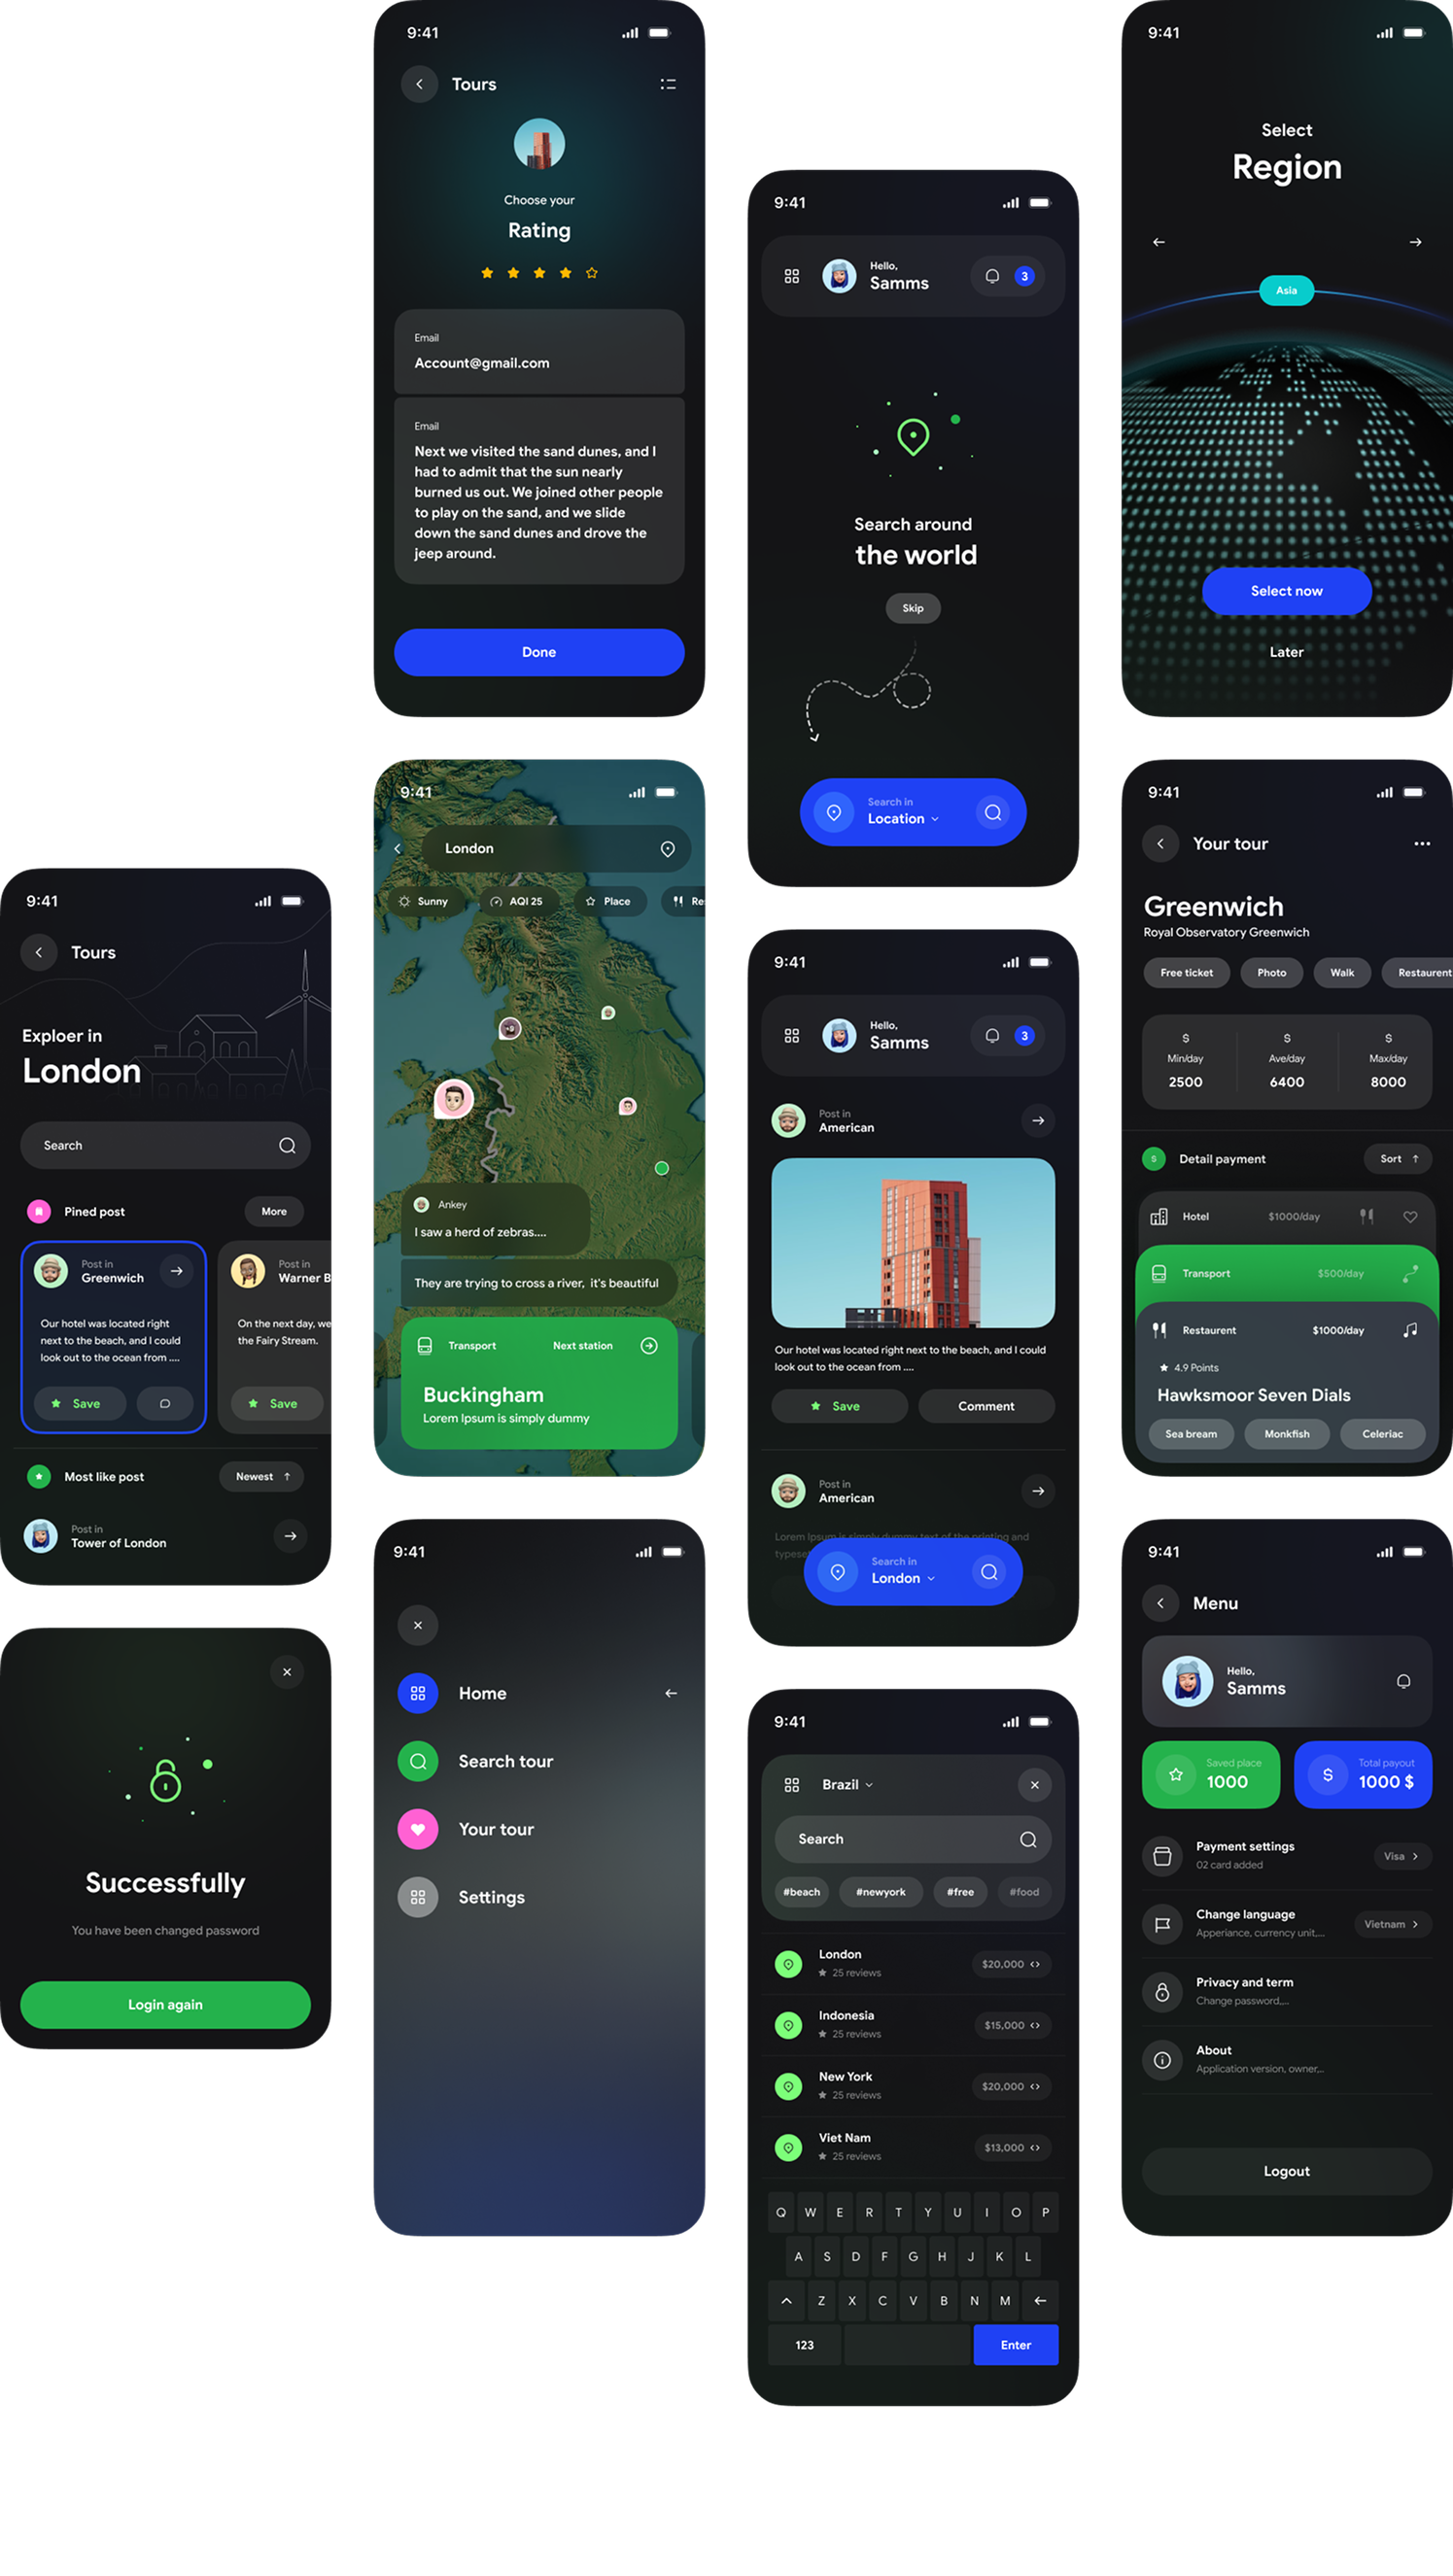 9:41
Tours
Exploer in
London
Search
Pined post
More
Post in
Greenwich
Our hotel was located right
next to the beach, and I could
look out to the ocean from ....
Save
Post in
Warner B
On the next day, we
the Fairy Stream.
Save
Most like post
Newest
Post in
Tower of London
Successfully
You have been changed password
Login again
9:41
Tours
Choose your
Rating
Email
Account@gmail.com
Email
Next we visited the sand dunes, and I
had to admit that the sun nearly
burned us out. We joined other people
to play on the sand, and we slide
down the sand dunes and drove the
jeep around.
Done
9:41
London
Sunny
AQI 25
Place
Re
Ankey
I saw a herd of zebras....
They are trying to cross a river, it's beautiful
Transport
Next station
Buckingham
Lorem Ipsum is simply dummy
9:41
Home
Search tour
Your tour
Settings
9:41
Hello,
Samms
3
Search around
the world
Skip
Search in
Location
9:41
Hello,
Samms
3
Post in
American
Our hotel was located right next to the beach, and I could
look out to the ocean from ....
Save
Comment
Post in
American
Lorem Ipsum is simply dummy text of the printing and
typeset
Search in
London
9:41
Brazil
Search
#beach
#newyork
#free
#food
London
25 reviews
$20,000
Indonesia
25 reviews
$15,000
New York
25 reviews
$20,000
Viet Nam
25 reviews
$13,000
Q W E R T Y U I O P
A S D F G H J K L
Z X C V B N M
123
Enter
9:41
Select
Region
Asia
Select now
Later
9:41
Your tour
Greenwich
Royal Observatory Greenwich
Free ticket
Photo
Walk
Restaurent
$ $ $
Min/day Ave/day Max/day
2500 6400 8000
$
Detail payment
Sort
Hotel
$1000/day
Transport
$500/day
Restaurent
$1000/day
4.9 Points
Hawksmoor Seven Dials
Sea bream
Monkfish
Celeriac
9:41
Menu
Hello,
Samms
Saved place
1000
$
Total payout
1000 $
Payment settings
02 card added
Visa
Change language
Apperiance, currency unit,...
Vietnam
Privacy and term
Change password,...
About
Application version, owner,..
Logout